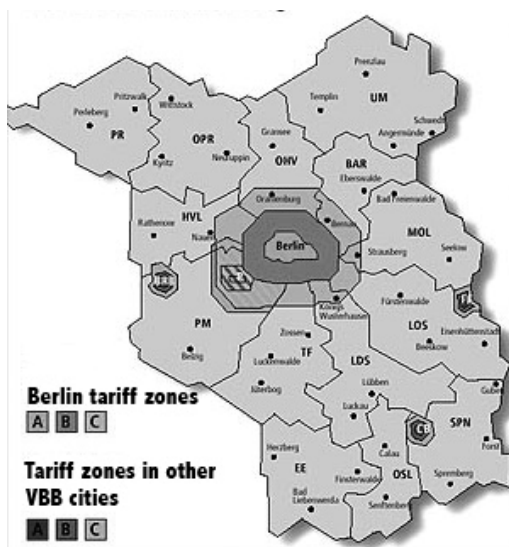 Prenzlau
Templin
UM
Schwedt
Angermünde
Pritzwalk
Wittstock
Perleberg
PR
OPR
Kyritz
Neuruppin
Gransee
OHV
BAR
Eberswalde
Oranienburg
Bad Freienwalde
Bernau
HVL
Rathenow
Nauen
Berlin
MOL
Strausberg
Seelow
Königs
Wusterhausen
Fürstenwalde
LOS
Eisenhüttenstadt
Beeskow
PM
Belzig
Zossen
TF
Luckenwalde
Jüterbog
LDS
Lübben
Luckau
Guben
SPN
Forst
Spremberg
Calau
OSL
Senftenberg
Herzberg
EE
Finsterwalde
Bad
Liebenwerda
Berlin tariff zones
A B C
Tariff zones in other
VBB cities
A B C